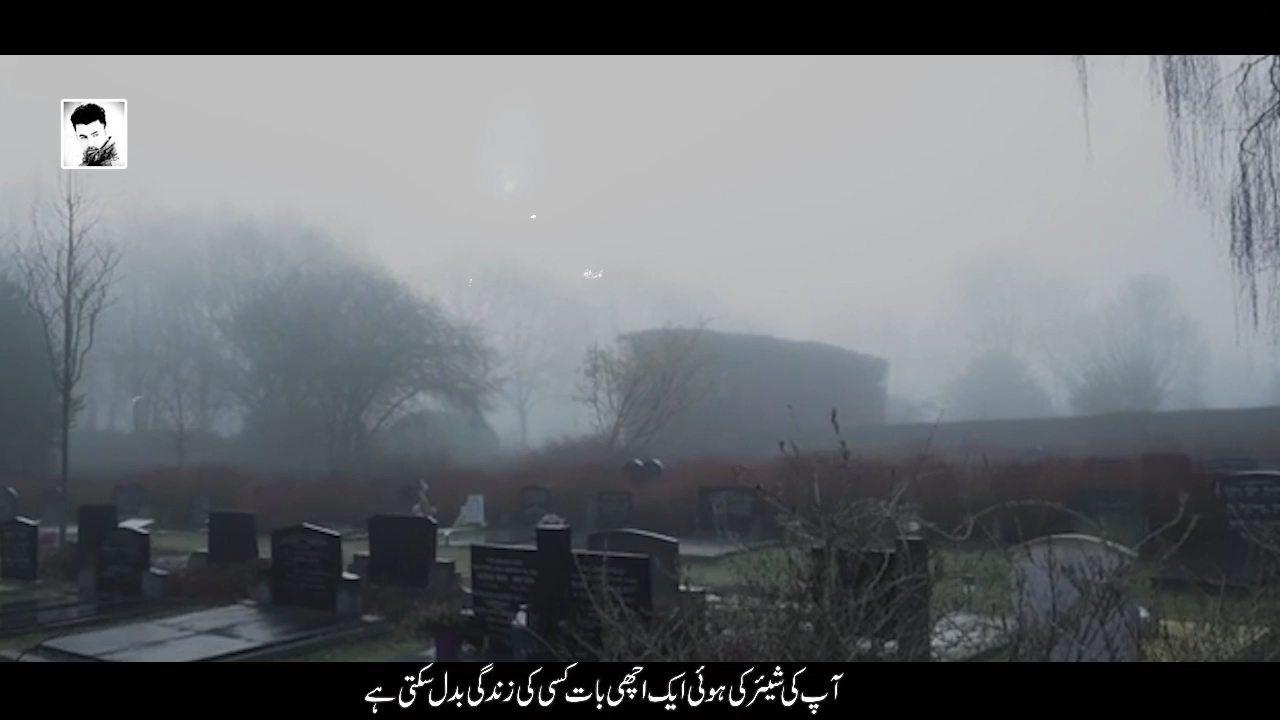 آپ کی شیئر کی ہوئی ایک اچھی بات کسی کی زندگی بدل سکتی ہے